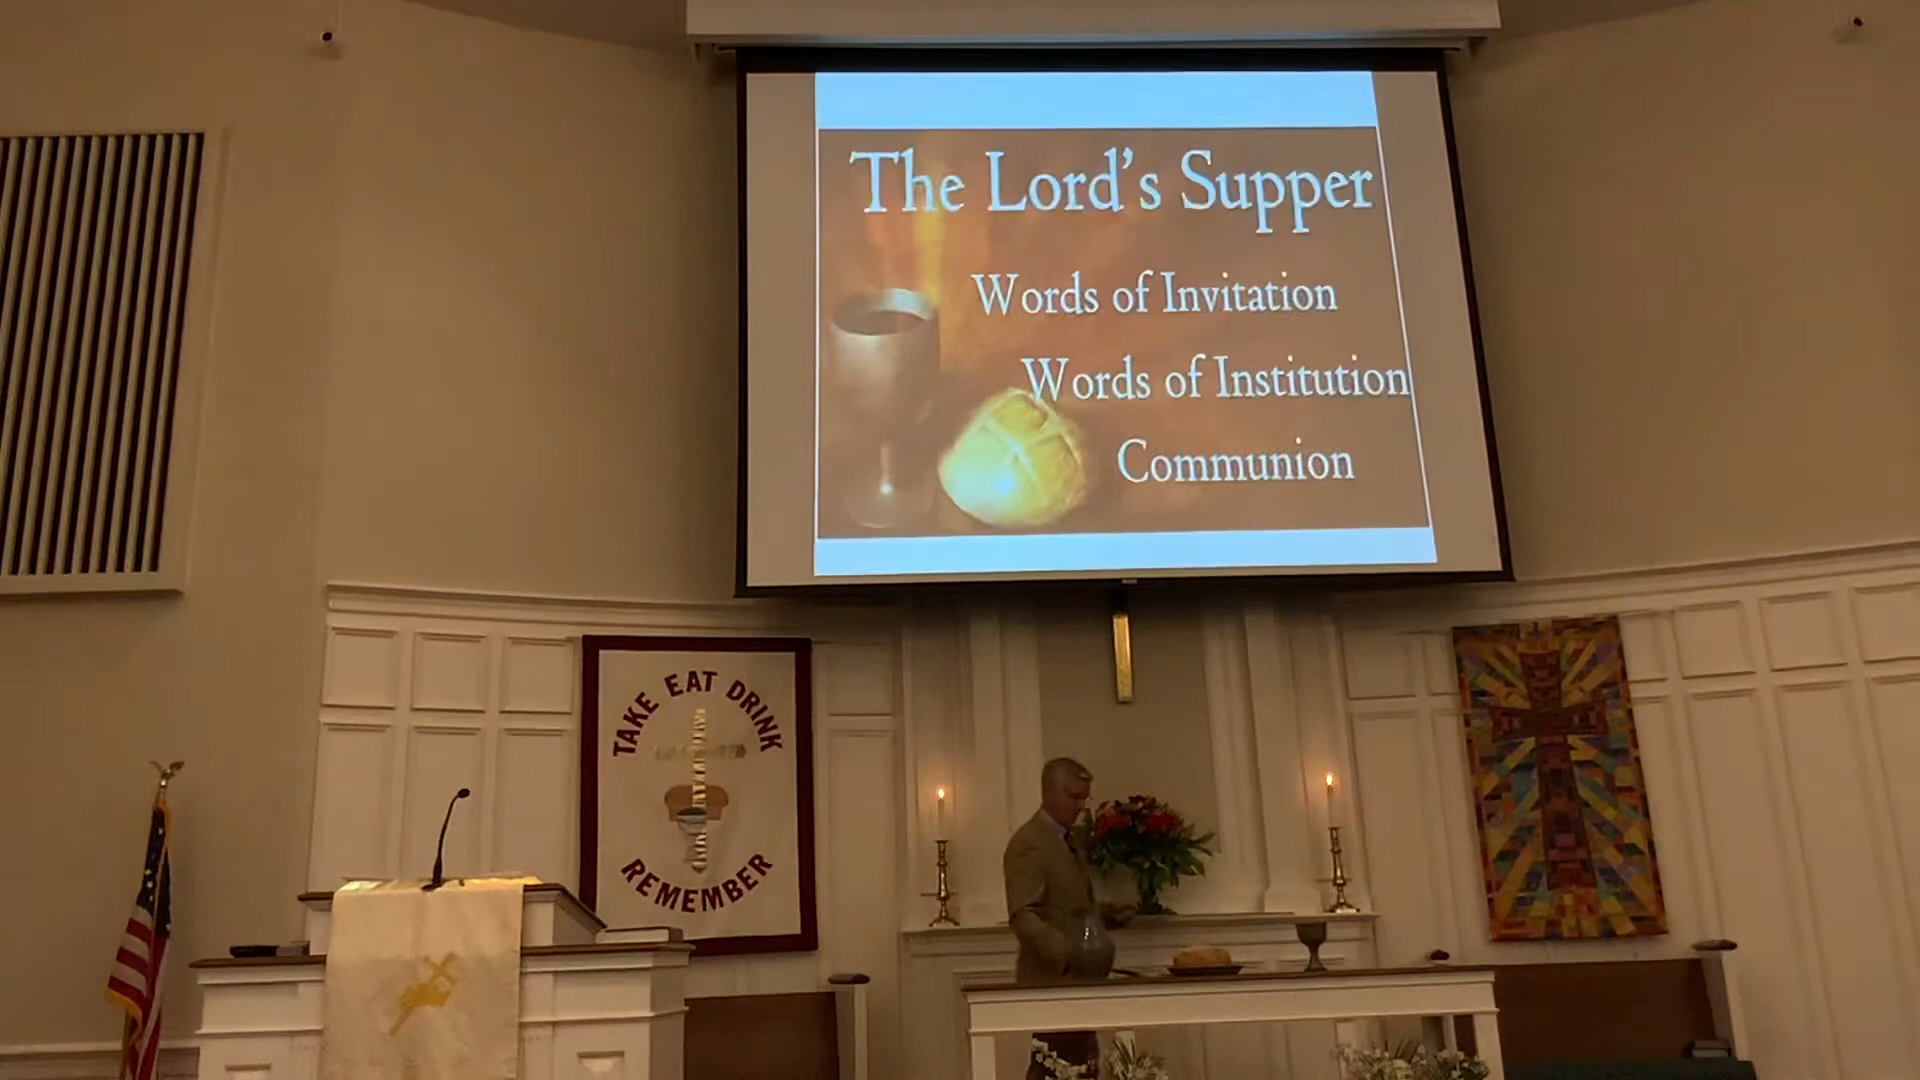 The Lord's Supper
Words of Invitation
Words of Institution
Communion
TAKE EAT DRINK
REMEMBER